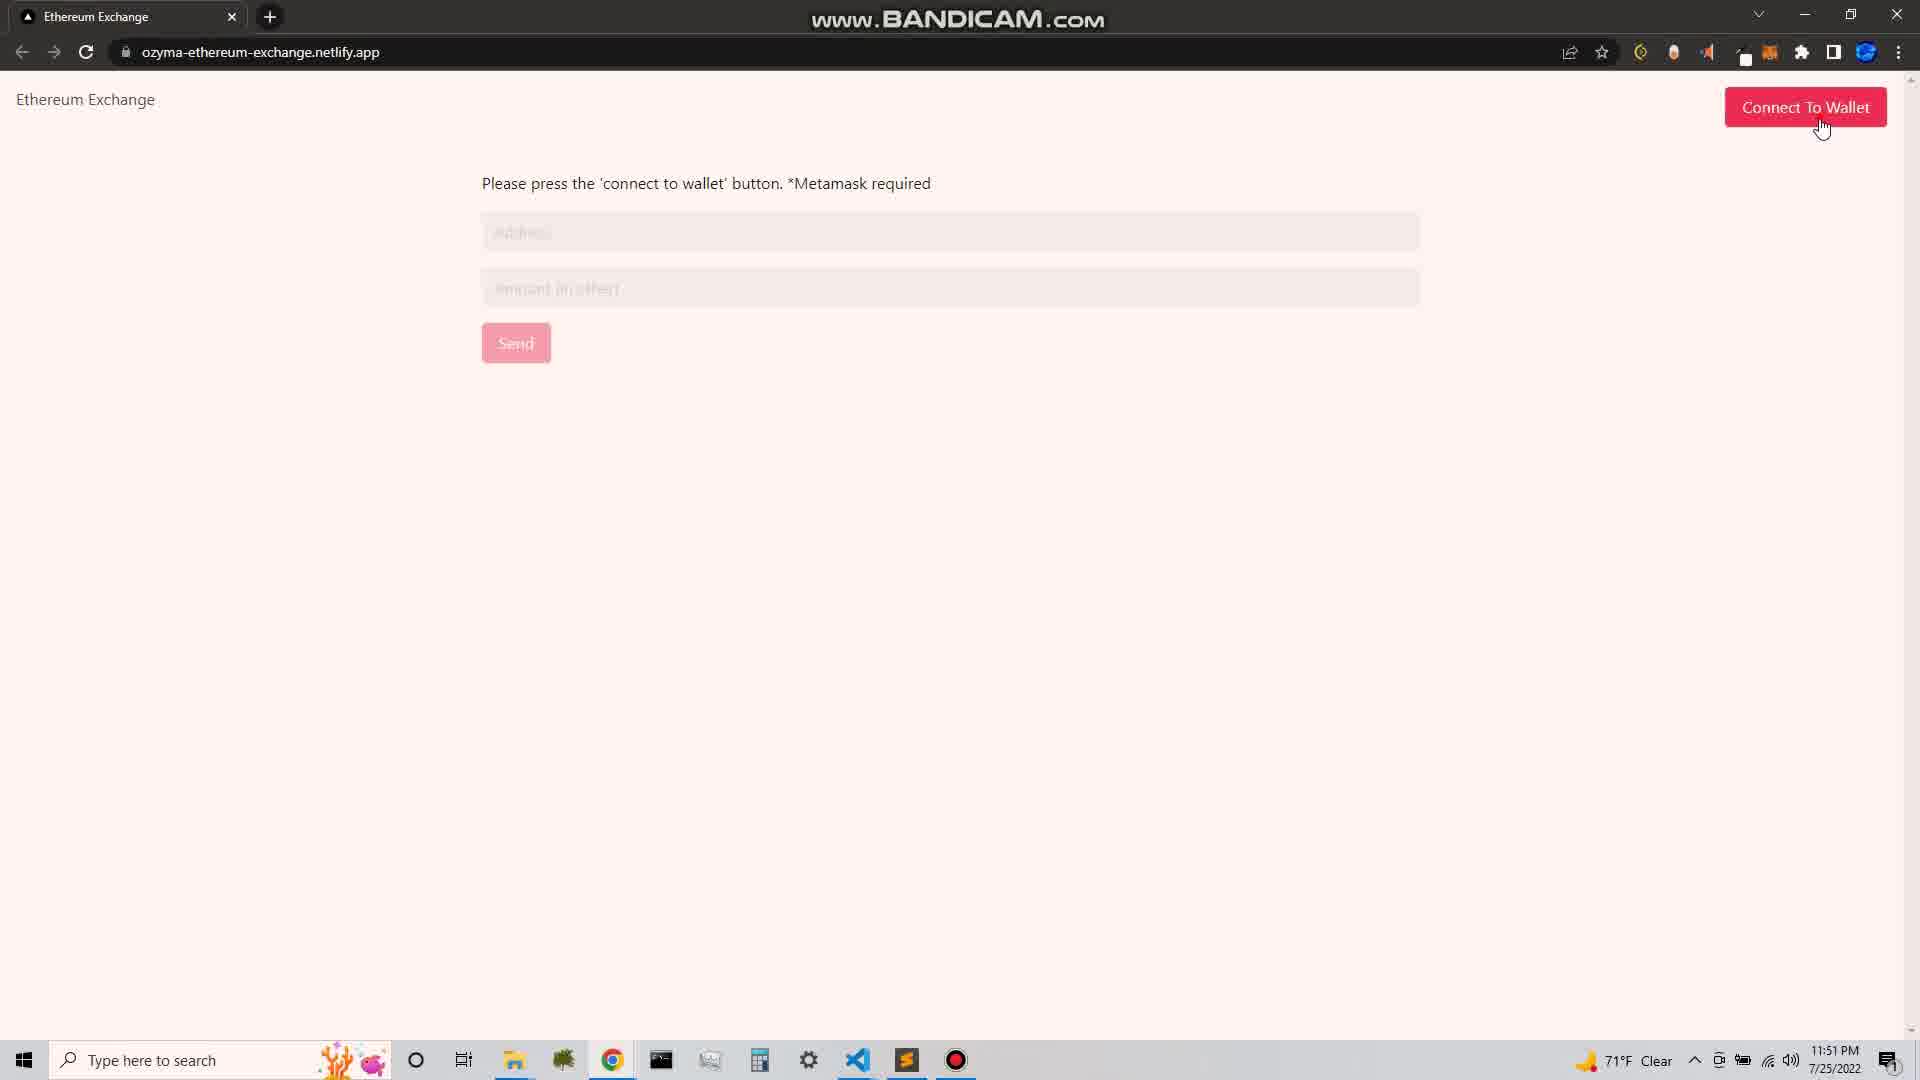 Ethereum Exchange
www.BANDICAM.com
ozyma-ethereum-exchange.netlify.app
Ethereum Exchange
Connect To Wallet
Please press the 'connect to wallet' button. *Metamask required
Address
Amount (in ether)
Send
Type here to search
71°F Clear
11:51 PM
7/25/2022
1